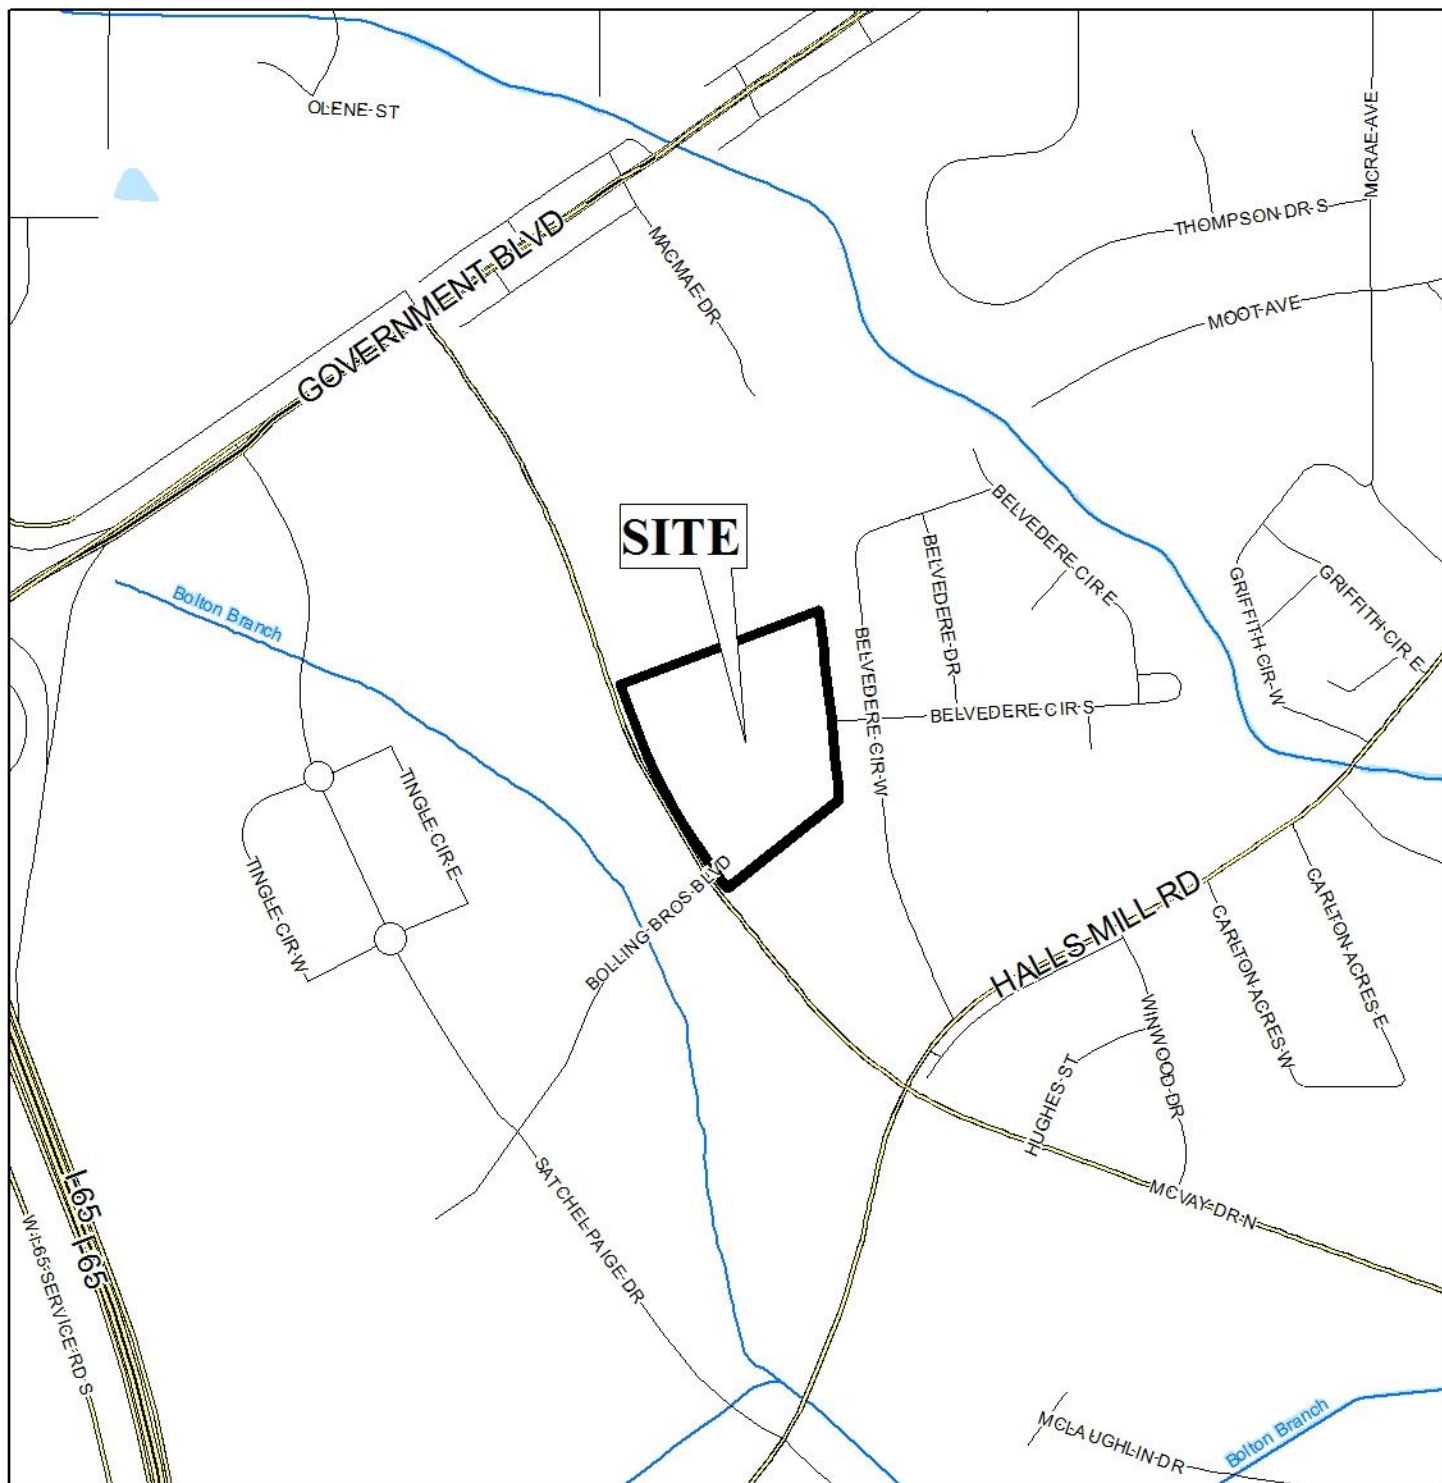 OLENE ST
MCRAE-AVE
THOMPSON-DR-S
GOVERNMENT-BLVD
MACMAE-DR
MOOT-AVE
SITE
BELVEDERE-CIR-E
BELVEDERE-DR
Bolton Branch
GRIFFITH-CIR-W
GRIFFITH-CIR E
BELVEDERE-CIR-W
BELVEDERE CIR S
TINGLE-CIR-E
TINGLE-CIR-W
BOLLING BROS-BLVD
HALLS-MILL-RD
CARLTON-ACRES-E
CARLTON-ACRES-W
WINWOOD-DR
HUGHES-ST
SATCHEL-PAIGE-DR
MCVAY-DR-N
I-65
I-65
W-I-65-SERVICE-RD-S
MCLAUGHLIN-DR
Bolton Branch